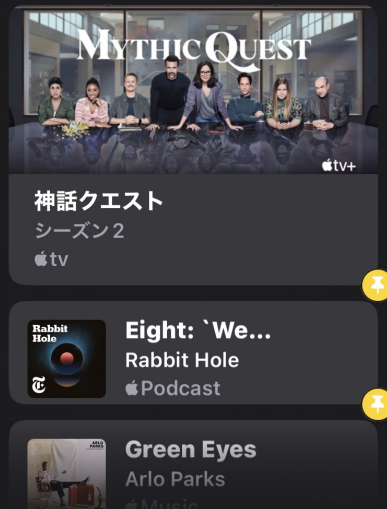 MYTHIC QUEST
tv+
神話クエスト
シーズン2
tv
Eight: `We...
Rabbit Hole
Podcast
Rabbit
Hole
Green Eyes
Arlo Parks
Music
ARLO
PARKS